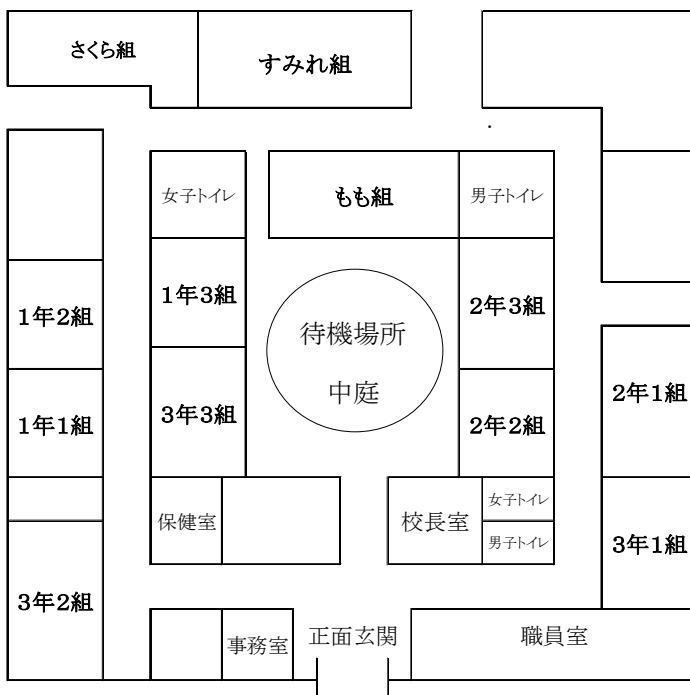 さくら組
すみれ組
女子トイレ
もも組
男子トイレ
1年2組
1年3組
待機場所
中庭
2年3組
1年1組
3年3組
2年2組
2年1組
保健室
校長室
女子トイレ
男子トイレ
3年1組
3年2組
事務室
正面玄関
職員室